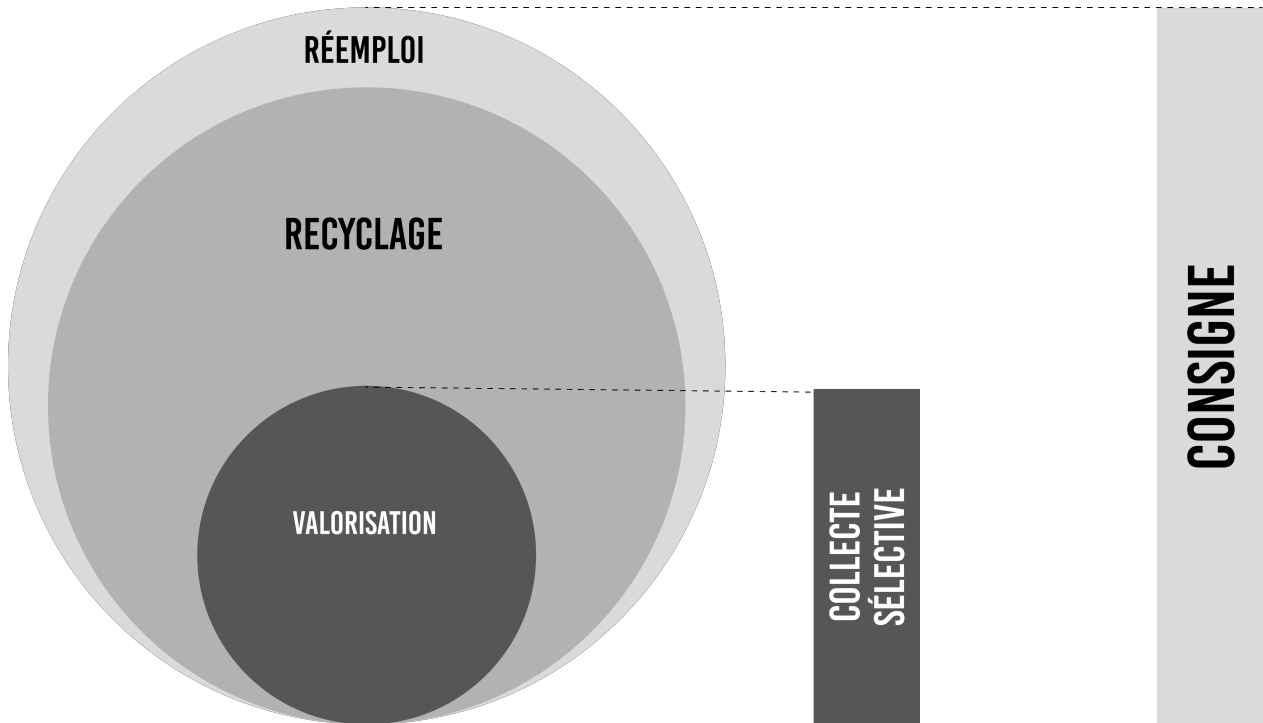 RÉEMPLOI
RECYCLAGE
VALORISATION
COLLECTE
SÉLECTIVE
CONSIGNE